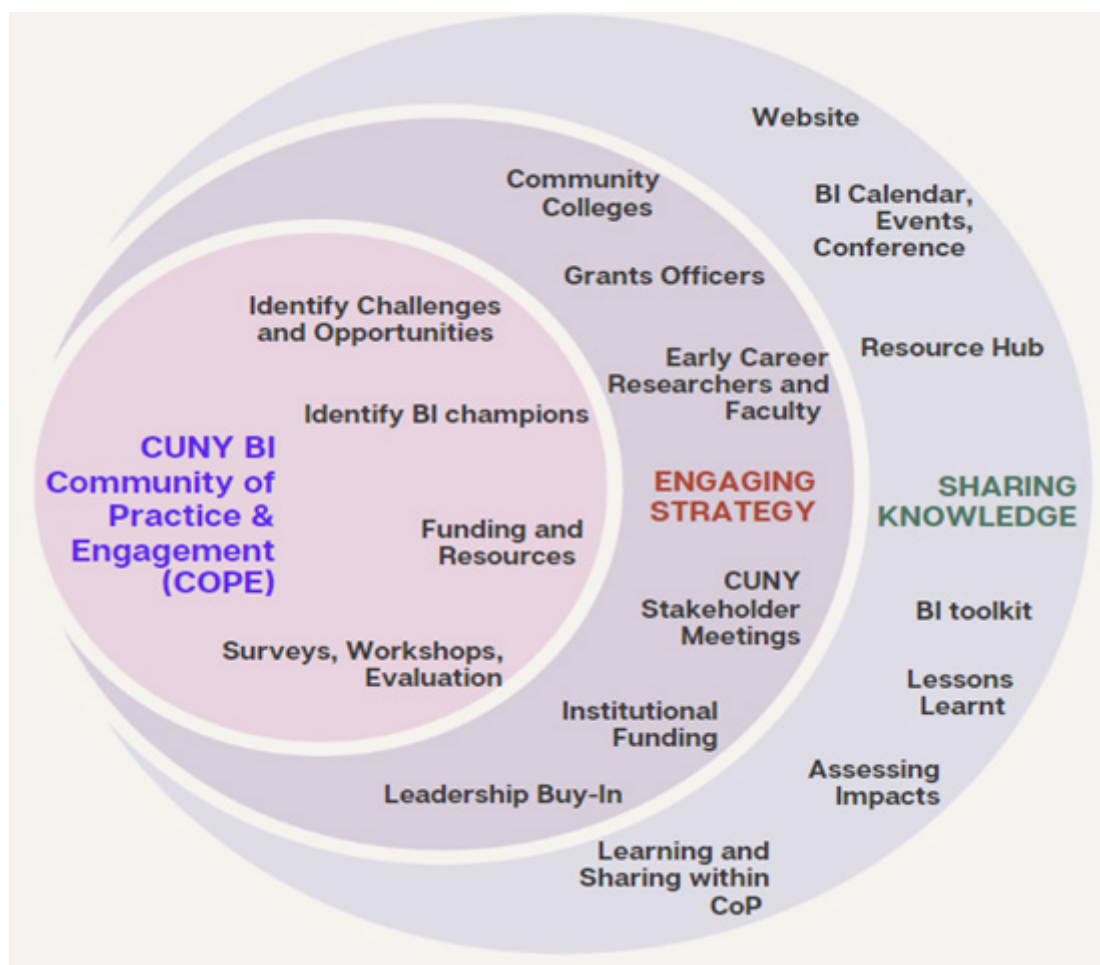 CUNY BI
Community of
Practice &
Engagement
(COPE)
Identify Challenges
and Opportunities
Identify BI champions
Funding and
Resources
Surveys, Workshops,
Evaluation
Community
Colleges
Grants Officers
Early Career
Researchers and
Faculty
ENGAGING
STRATEGY
CUNY
Stakeholder
Meetings
Institutional
Funding
Leadership Buy-In
Website
BI Calendar,
Events,
Conference
Resource Hub
SHARING
KNOWLEDGE
BI toolkit
Lessons
Learnt
Assessing
Impacts
Learning and
Sharing within
CoP